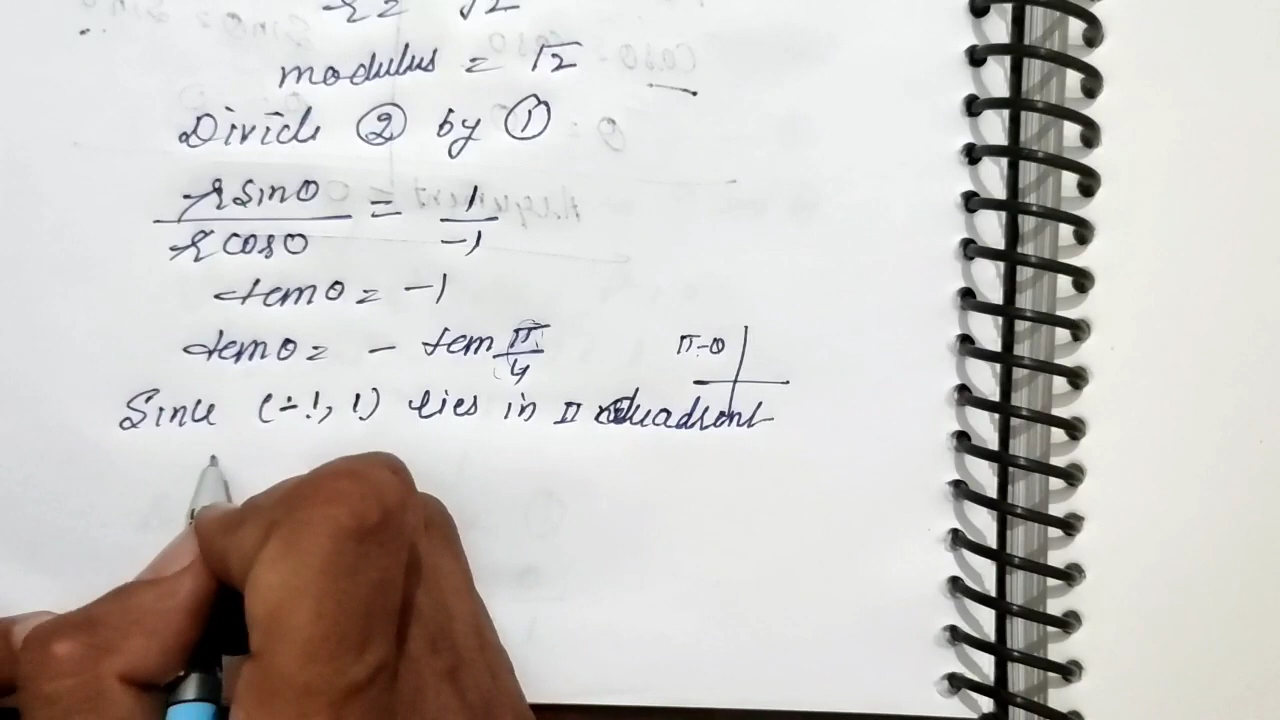 r = √2
modulus = √2
Divide ② by ①
r sinθ / r cosθ = 1 / -1
tanθ = -1
tanθ = - tan π/4
π-θ
Since (-1, 1) lies in II Quadrant